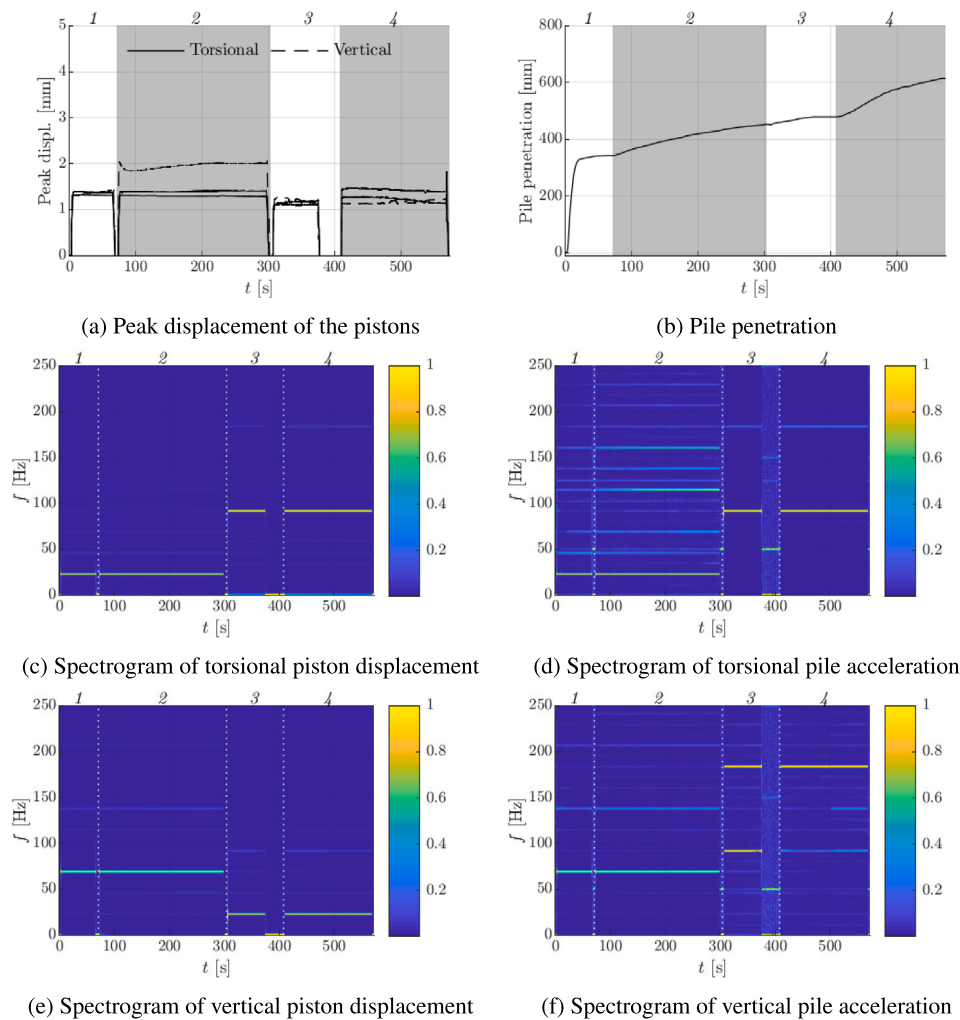 1 2 3 4
5
4
3
2
1
0
Peak displ. [mm]
Torsional Vertical
0 100 200 300 400 500
t [s]
(a) Peak displacement of the pistons
1 2 3 4
800
600
400
200
0
Pile penetration [mm]
0 100 200 300 400 500
t [s]
(b) Pile penetration
1 2 3 4
250
200
150
100
50
0
f [Hz]
0 100 200 300 400 500
t [s]
1
0.8
0.6
0.4
0.2
(c) Spectrogram of torsional piston displacement
1 2 3 4
250
200
150
100
50
0
f [Hz]
0 100 200 300 400 500
t [s]
1
0.8
0.6
0.4
0.2
(d) Spectrogram of torsional pile acceleration
1 2 3 4
250
200
150
100
50
0
f [Hz]
0 100 200 300 400 500
t [s]
1
0.8
0.6
0.4
0.2
(e) Spectrogram of vertical piston displacement
1 2 3 4
250
200
150
100
50
0
f [Hz]
0 100 200 300 400 500
t [s]
1
0.8
0.6
0.4
0.2
(f) Spectrogram of vertical pile acceleration